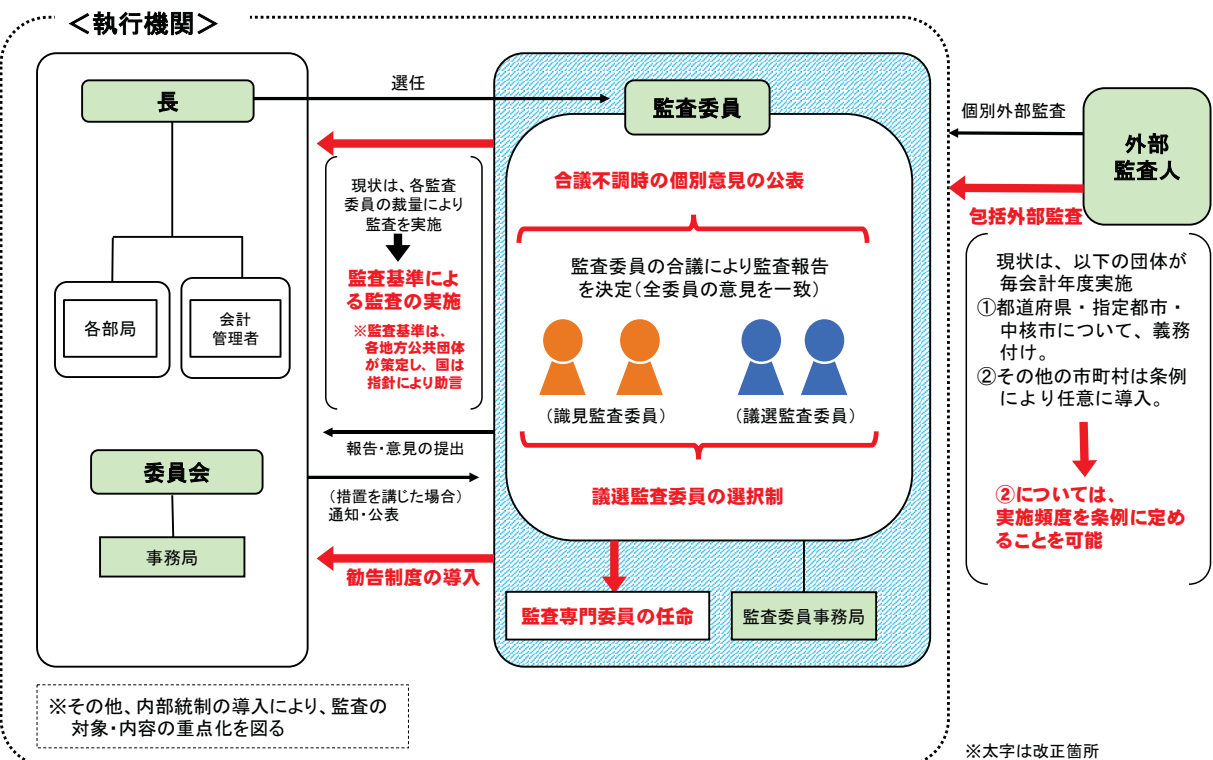 ＜執行機関＞
長
選任
監査委員
現状は、各監査
委員の裁量により
監査を実施
監査基準によ
る監査の実施
※監査基準は、
各地方公共団体
が策定し、国は
指針により助言
各部局
会計
管理者
報告・意見の提出
委員会
（措置を講じた場合）
通知・公表
事務局
勧告制度の導入
合議不調時の個別意見の公表
監査委員の合議により監査報告
を決定（全委員の意見を一致）
（識見監査委員）
（議選監査委員）
議選監査委員の選択制
監査専門委員の任命
監査委員事務局
個別外部監査
外部
監査人
包括外部監査
現状は、以下の団体が
毎会計年度実施
①都道府県・指定都市・
中核市について、義務
付け。
②その他の市町村は条例
により任意に導入。
②については、
実施頻度を条例に定め
ることを可能
※その他、内部統制の導入により、監査の
対象・内容の重点化を図る
※太字は改正箇所